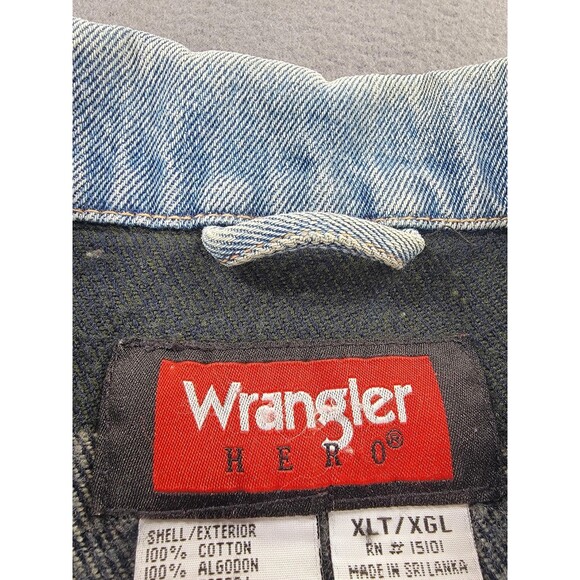 Wrangler
HERO®
SHELL/EXTERIOR
100% COTTON
100% ALGODON
XLT/XGL
RN # 15101
MADE IN SRI LANKA